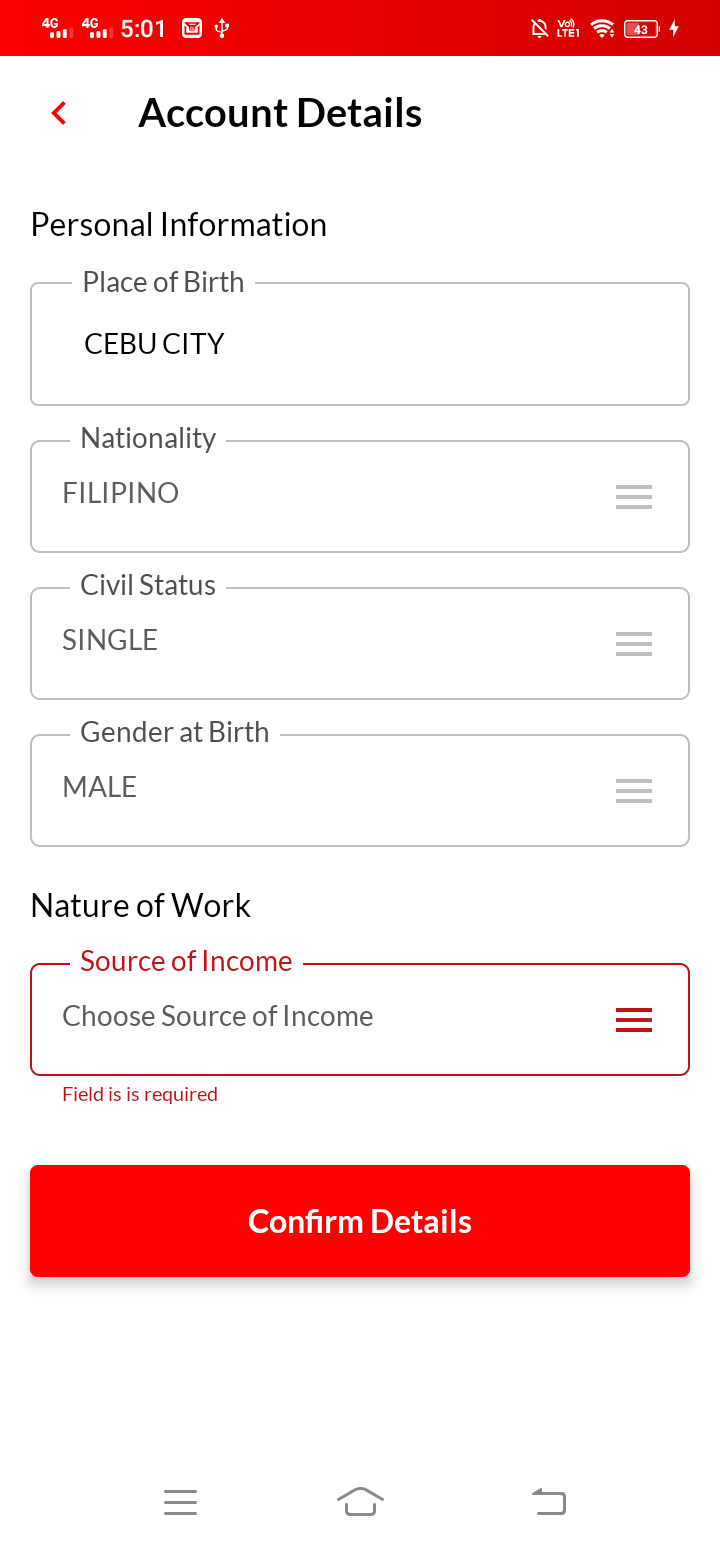 4G 4G 5:01 Vo) LTE1 43
Account Details
Personal Information
Place of Birth
CEBU CITY
Nationality
FILIPINO
Civil Status
SINGLE
Gender at Birth
MALE
Nature of Work
Source of Income
Choose Source of Income
Field is is required
Confirm Details